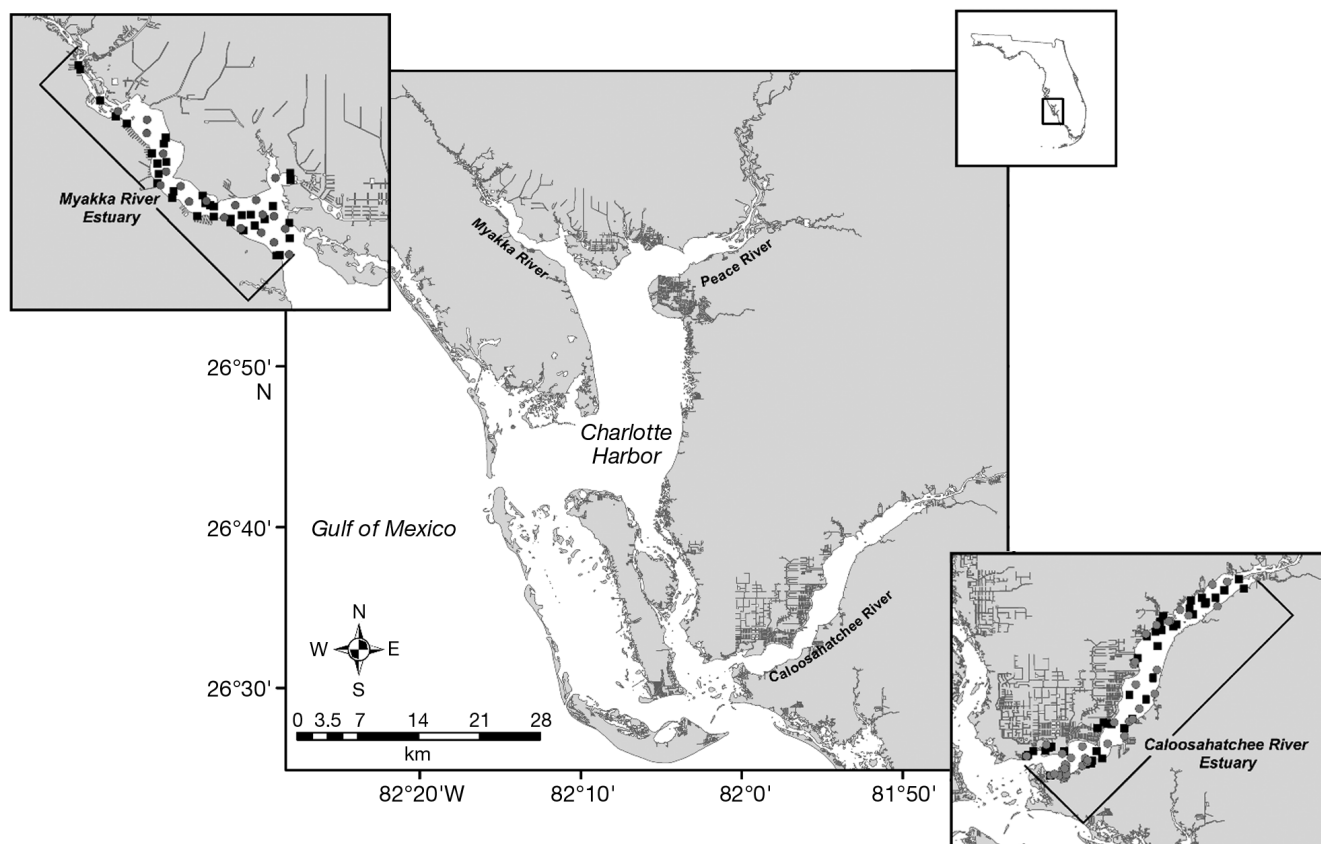 Myakka River
Estuary
Myakka River
Peace River
26°50'
N
Charlotte
Harbor
26°40'
Gulf of Mexico
N
W
E
S
Caloosahatchee River
26°30'
0 3.5 7 14 21 28
km
Caloosahatchee River
Estuary
82°20'W
82°10'
82°0'
81°50'